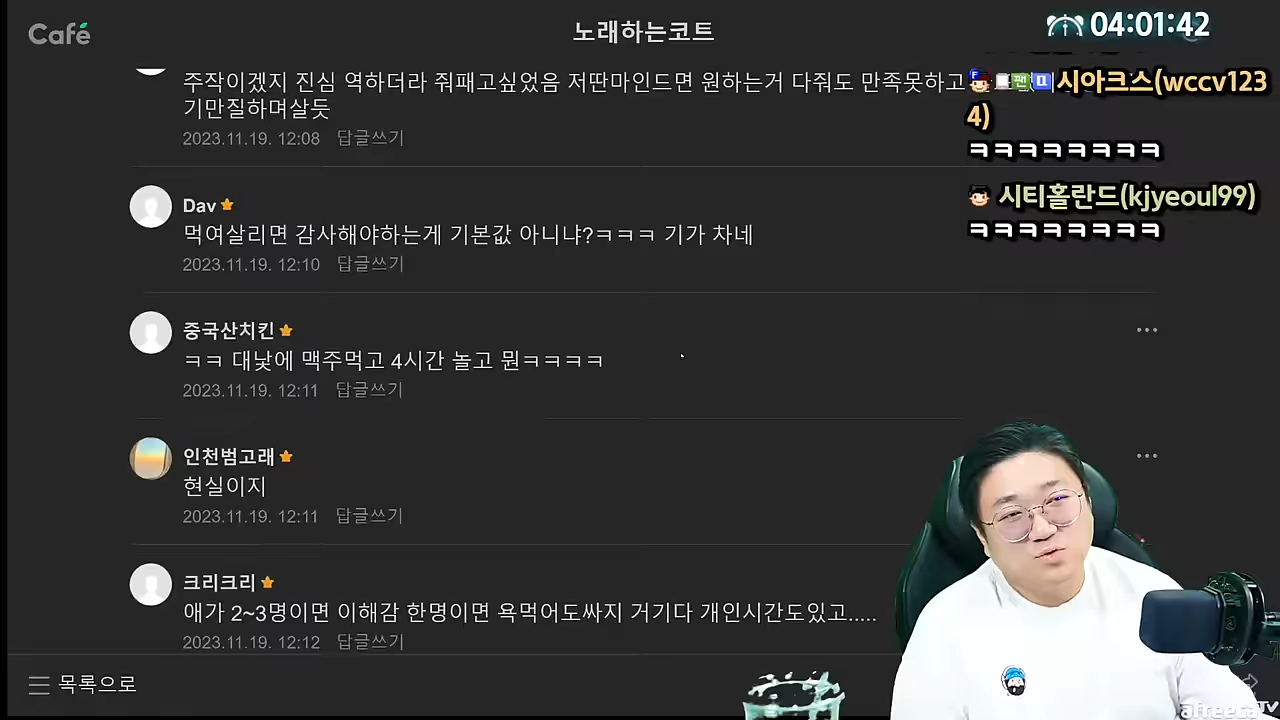 Café
노래하는코트
04:01:42
주작이겠지 진심 역하더라 줘패고싶었음 저딴마인드면 원하는거 다줘도 만족못하고
기만질하며살듯
2023.11.19. 12:08 답글쓰기
시아크스(wccv123
4)
ㅋㅋㅋㅋㅋㅋㅋㅋ
시티홀란드(kjyeoul99)
ㅋㅋㅋㅋㅋㅋㅋㅋ
Dav
먹여살리면 감사해야하는게 기본값 아니냐?ㅋㅋㅋ 기가 차네
2023.11.19. 12:10 답글쓰기
중국산치킨
ㅋㅋ 대낮에 맥주먹고 4시간 놀고 뭔ㅋㅋㅋㅋ
2023.11.19. 12:11 답글쓰기
인천범고래
현실이지
2023.11.19. 12:11 답글쓰기
크리크리
애가 2~3명이면 이해감 한명이면 욕먹어도싸지 거기다 개인시간도있고.....
2023.11.19. 12:12 답글쓰기
목록으로
afreecaTV